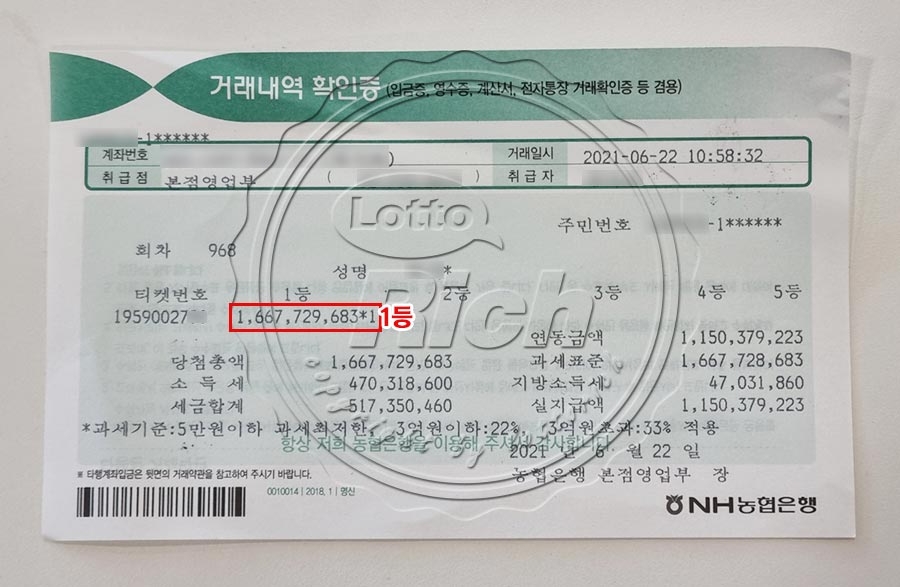 거래내역 확인증 (입금증, 영수증, 계산서, 전자통장 거래확인증 등 겸용)
-1******
계좌번호 ) 거래일시 2021-06-22 10:58:32
취급점 본점영업부 ( ) 취급자
Lotto
Rich
주민번호 -1******
회차 968
성명 *
티켓번호 1등 2등 3등 4등 5등
19590027 1,667,729,683*1 1등
연동금액 1,150,379,223
당첨총액 1,667,729,683 과세표준 1,667,728,683
소득세 470,318,600 지방소득세 47,031,860
세금합계 517,350,460 실지급액 1,150,379,223
*과세기준:5만원이하 과세최저한, 3억원이하:22%, 3억원초과:33% 적용
항상 저희 농협은행을 이용해 주셔서 감사합니다.
2021 년 6 월 22 일
농협은행 본점영업부 장
* 타행계좌입금은 뒷면의 거래약관을 참고하여 주시기 바랍니다.
0010014 | 2018, 1 | 명신
NH농협은행